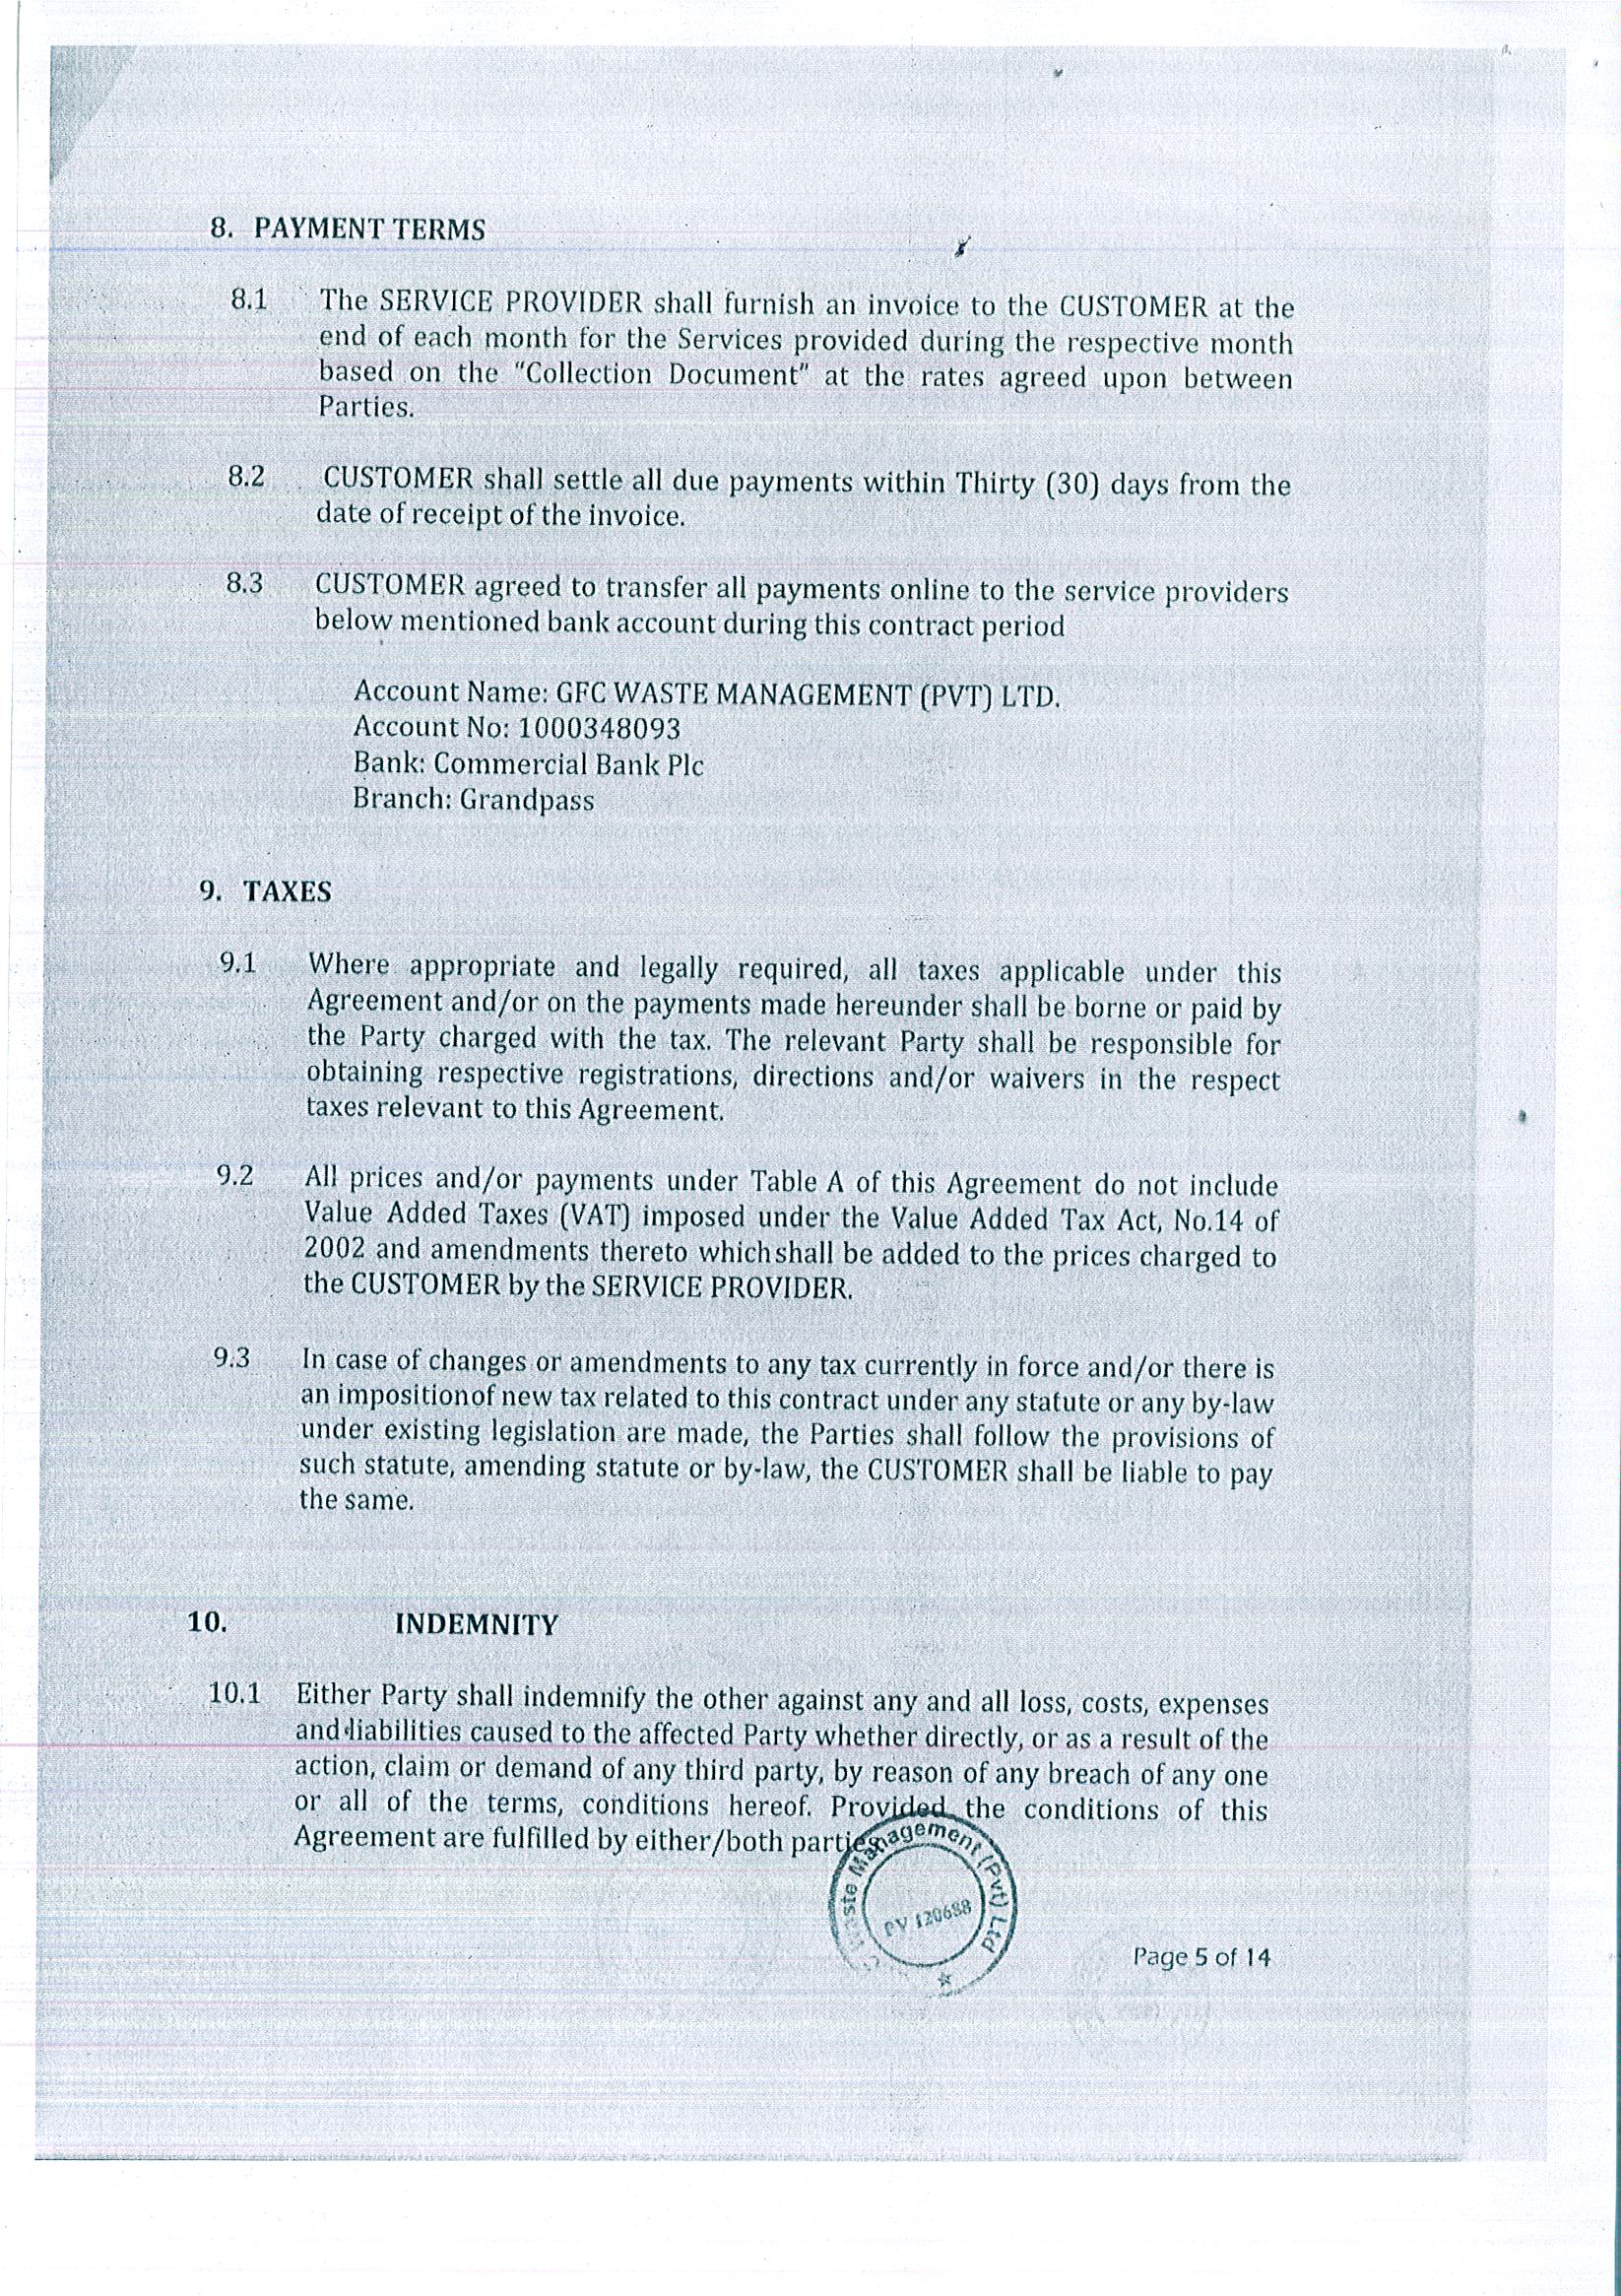 8. PAYMENT TERMS
8.1 The SERVICE PROVIDER shall furnish an invoice to the CUSTOMER at the
end of each month for the Services provided during the respective month
based on the “Collection Document” at the rates agreed upon between
Parties.
8.2 CUSTOMER shall settle all due payments within Thirty (30) days from the
date of receipt of the invoice.
8.3 CUSTOMER agreed to transfer all payments online to the service providers
below mentioned bank account during this contract period
Account Name: GFC WASTE MANAGEMENT (PVT) LTD.
Account No: 1000348093
Bank: Commercial Bank Plc
Branch: Grandpass
9. TAXES
9.1 Where appropriate and legally required, all taxes applicable under this
Agreement and/or on the payments made hereunder shall be borne or paid by
the Party charged with the tax. The relevant Party shall be responsible for
obtaining respective registrations, directions and/or waivers in the respect
taxes relevant to this Agreement.
9.2 All prices and/or payments under Table A of this Agreement do not include
Value Added Taxes (VAT) imposed under the Value Added Tax Act, No.14 of
2002 and amendments thereto whichshall be added to the prices charged to
the CUSTOMER by the SERVICE PROVIDER.
9.3 In case of changes or amendments to any tax currently in force and/or there is
an impositionof new tax related to this contract under any statute or any by-law
under existing legislation are made, the Parties shall follow the provisions of
such statute, amending statute or by-law, the CUSTOMER shall be liable to pay
the same.
10. INDEMNITY
10.1 Either Party shall indemnify the other against any and all loss, costs, expenses
and liabilities caused to the affected Party whether directly, or as a result of the
action, claim or demand of any third party, by reason of any breach of any one
or all of the terms, conditions hereof. Provided the conditions of this
Agreement are fulfilled by either/both parties
Waste Management (Pvt) Ltd
PV 120688
Page 5 of 14